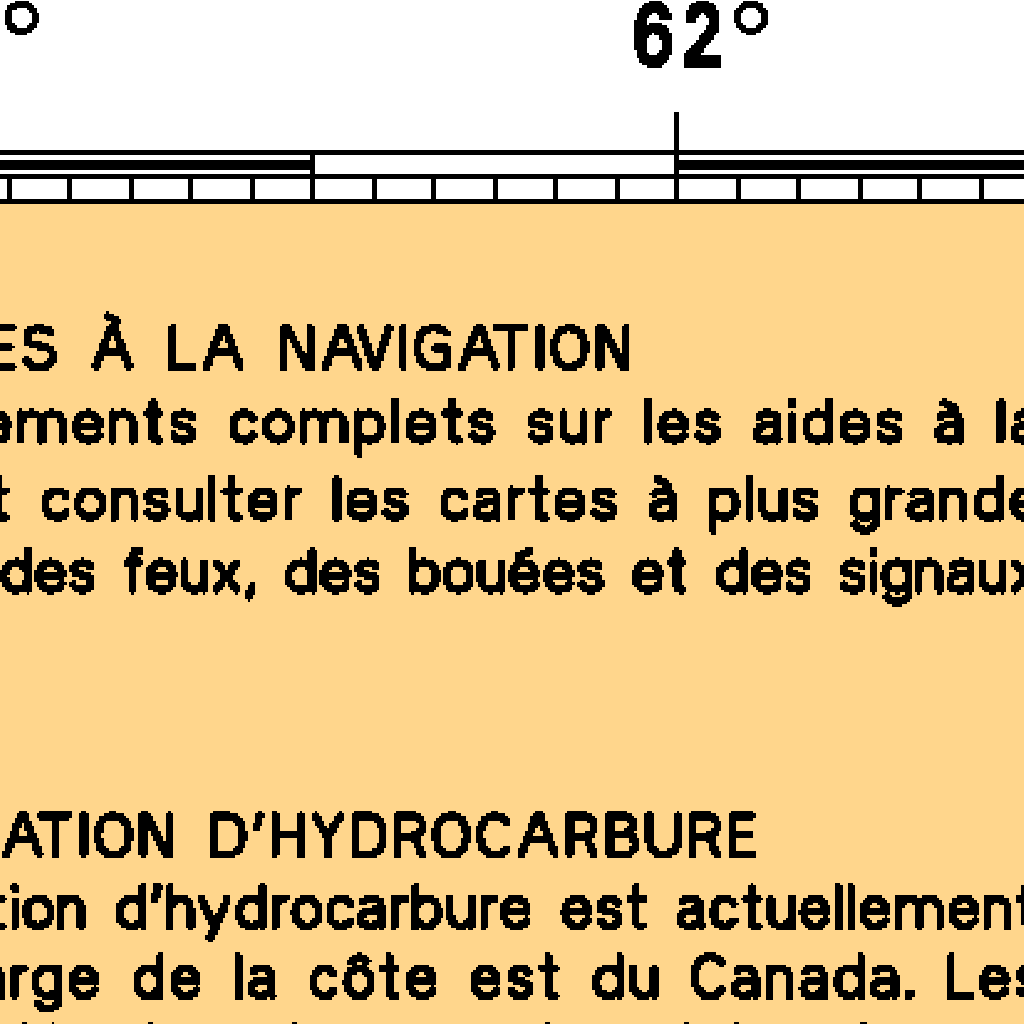 ° 62°
ES À LA NAVIGATION
ements complets sur les aides à la
t consulter les cartes à plus grande
des feux, des bouées et des signaux
ATION D'HYDROCARBURE
tion d'hydrocarbure est actuellement
arge de la côte est du Canada. Les